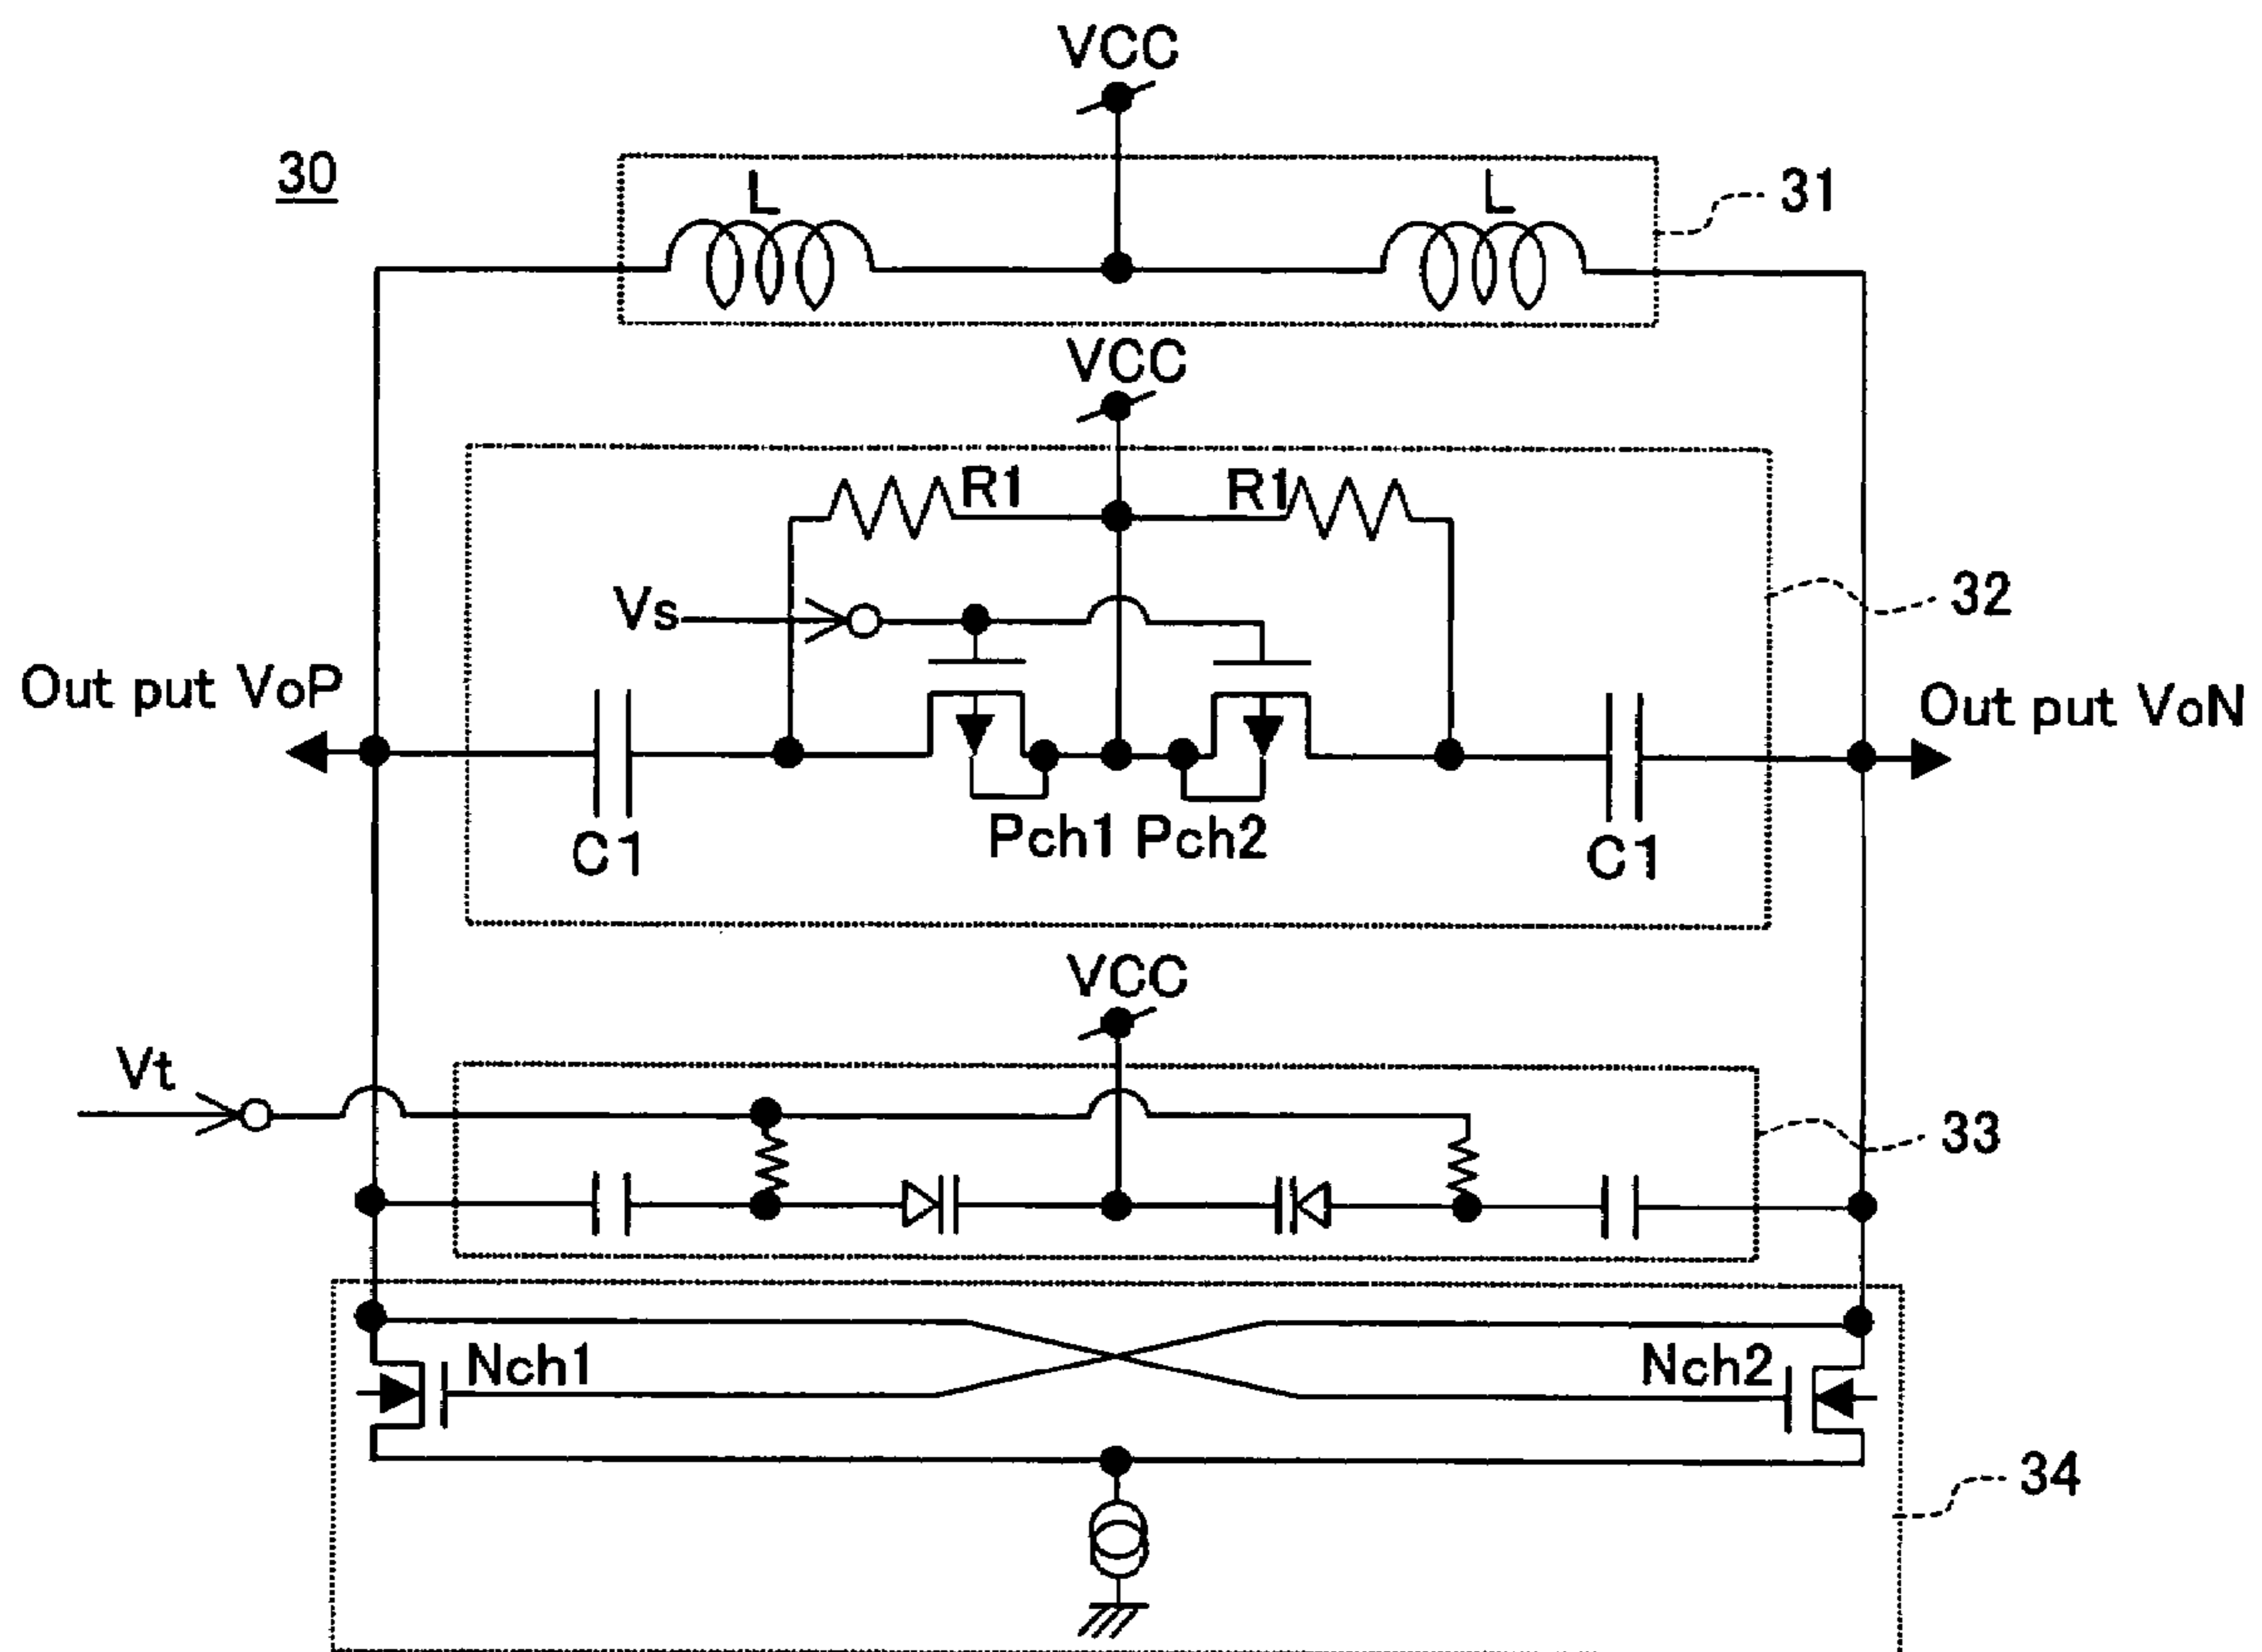 VCC
30
L
L
31
VCC
R1
R1
Vs
32
Out put VoP
Out put VoN
Pch1
Pch2
C1
C1
VCC
Vt
33
Nch1
Nch2
34